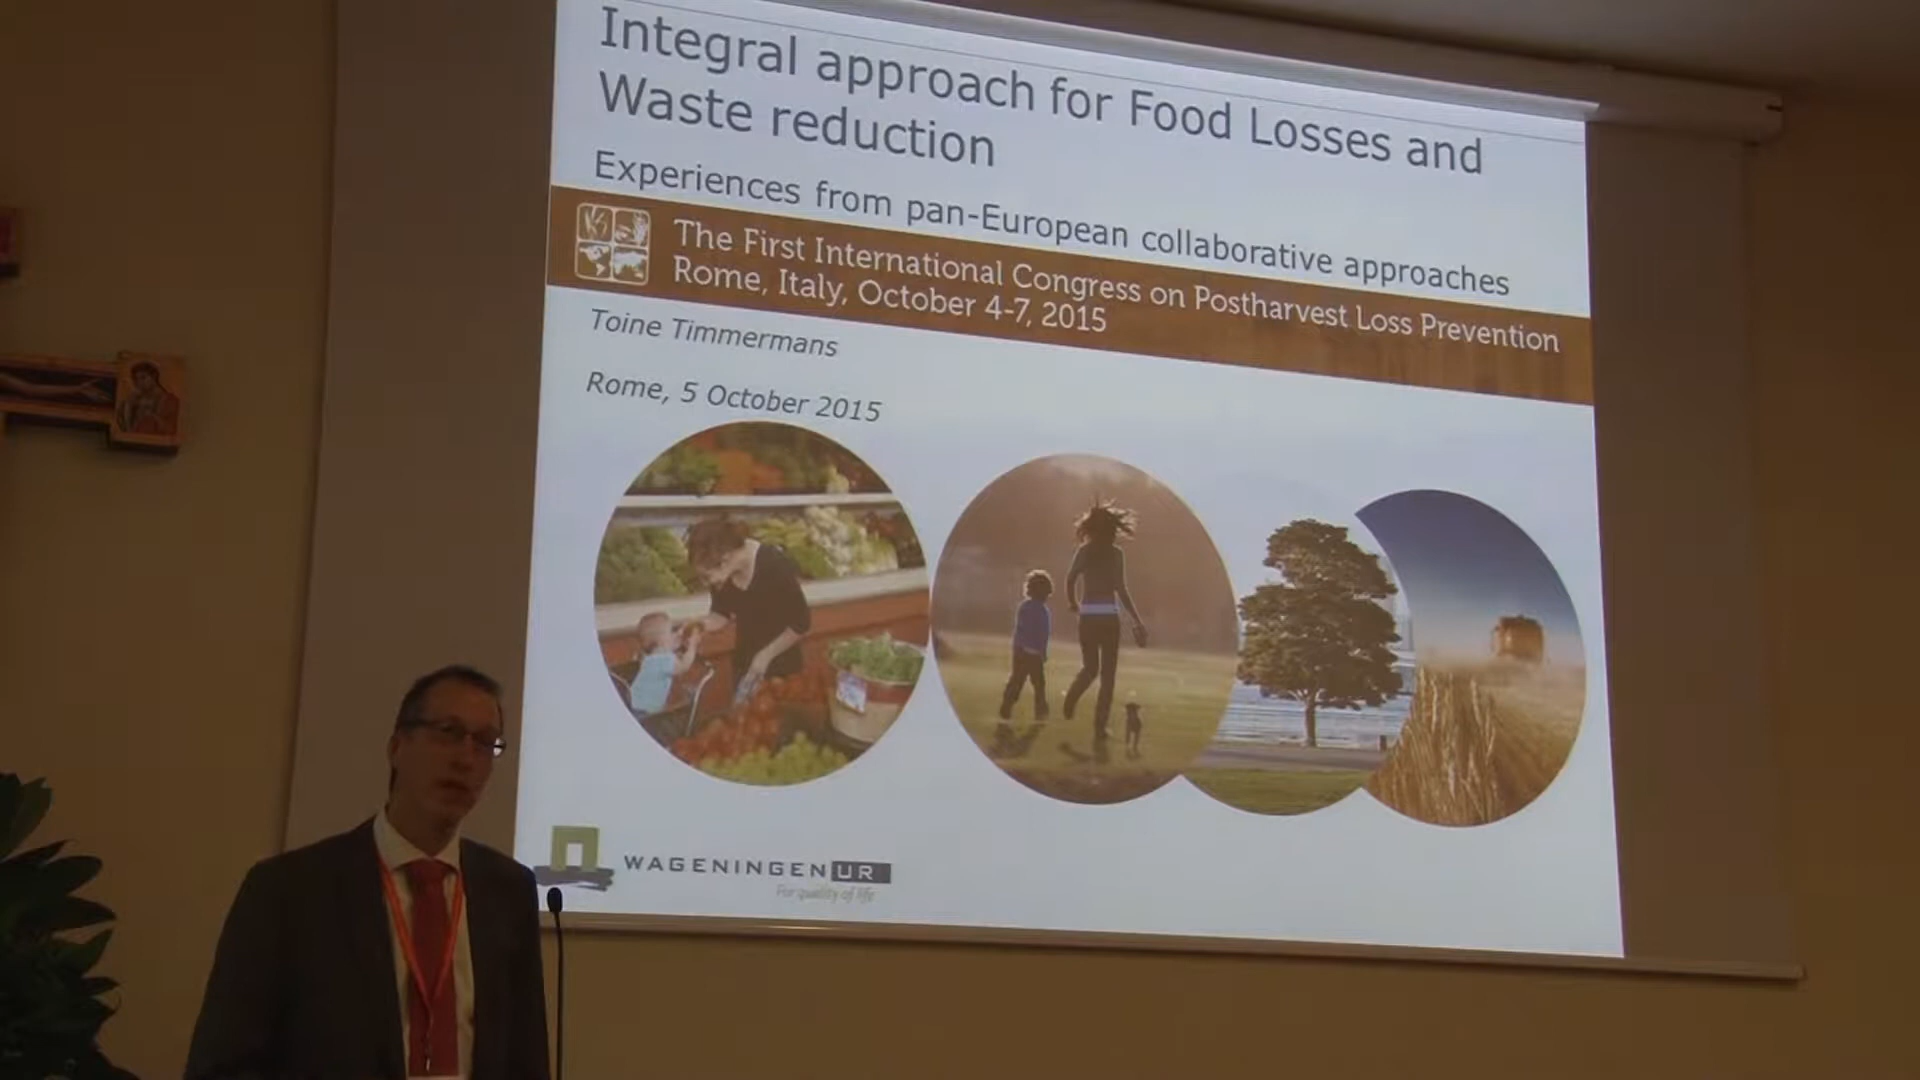 Integral approach for Food Losses and
Waste reduction
Experiences from pan-European collaborative approaches
The First International Congress on Postharvest Loss Prevention
Rome, Italy, October 4-7, 2015
Toine Timmermans
Rome, 5 October 2015
WAGENINGEN UR
For quality of life